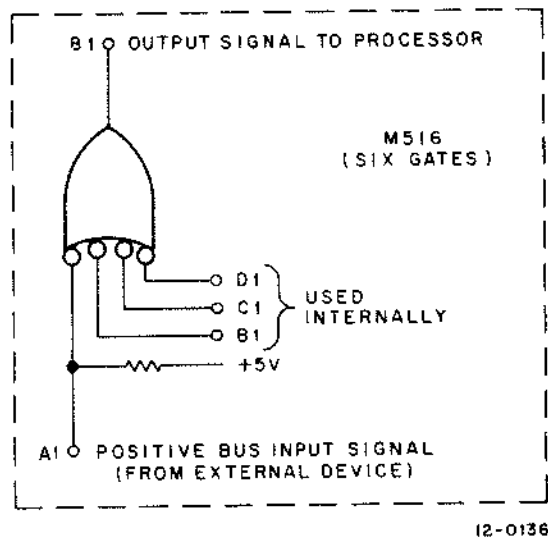 B1 OUTPUT SIGNAL TO PROCESSOR
M516
(SIX GATES)
D1
C1
B1
USED
INTERNALLY
+5V
A1 POSITIVE BUS INPUT SIGNAL
(FROM EXTERNAL DEVICE)
12-0136